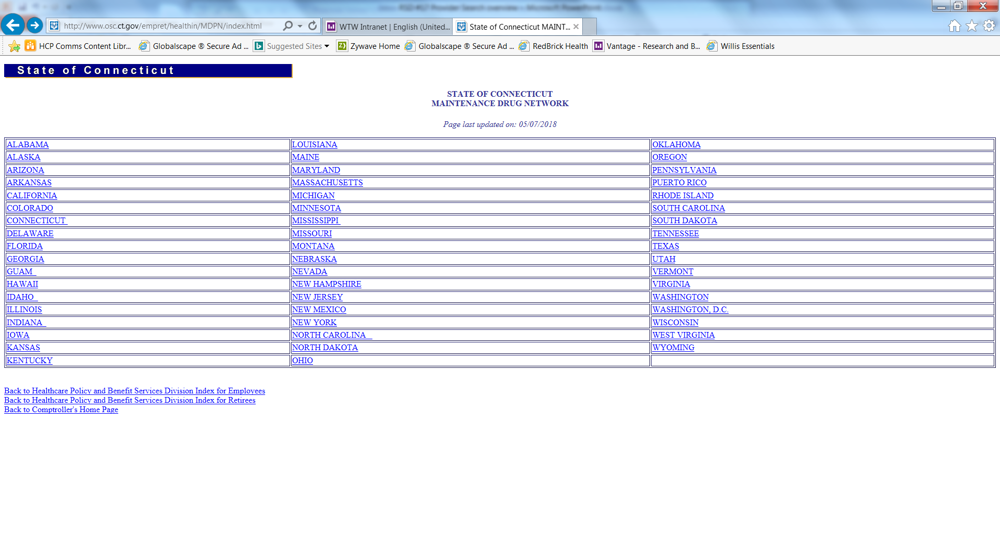 http://www.osc.ct.gov/empret/healthin/MDPN/index.html
WTW Intranet | English (United...
State of Connecticut MAINT...
HCP Comms Content Libr...
Globalscape ® Secure Ad ...
Suggested Sites
Zywave Home
Globalscape ® Secure Ad ...
RedBrick Health
Vantage - Research and B...
Willis Essentials
State of Connecticut
STATE OF CONNECTICUT
MAINTENANCE DRUG NETWORK
Page last updated on: 05/07/2018
ALABAMA LOUISIANA OKLAHOMA
ALASKA MAINE OREGON
ARIZONA MARYLAND PENNSYLVANIA
ARKANSAS MASSACHUSETTS PUERTO RICO
CALIFORNIA MICHIGAN RHODE ISLAND
COLORADO MINNESOTA SOUTH CAROLINA
CONNECTICUT MISSISSIPPI SOUTH DAKOTA
DELAWARE MISSOURI TENNESSEE
FLORIDA MONTANA TEXAS
GEORGIA NEBRASKA UTAH
GUAM NEVADA VERMONT
HAWAII NEW HAMPSHIRE VIRGINIA
IDAHO NEW JERSEY WASHINGTON
ILLINOIS NEW MEXICO WASHINGTON, D.C.
INDIANA NEW YORK WISCONSIN
IOWA NORTH CAROLINA WEST VIRGINIA
KANSAS NORTH DAKOTA WYOMING
KENTUCKY OHIO
Back to Healthcare Policy and Benefit Services Division Index for Employees
Back to Healthcare Policy and Benefit Services Division Index for Retirees
Back to Comptroller's Home Page